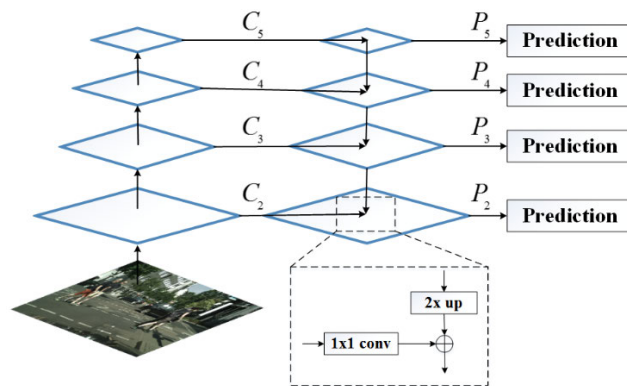 C5 P5 Prediction
C4 P4 Prediction
C3 P3 Prediction
C2 P2 Prediction
2x up
1x1 conv